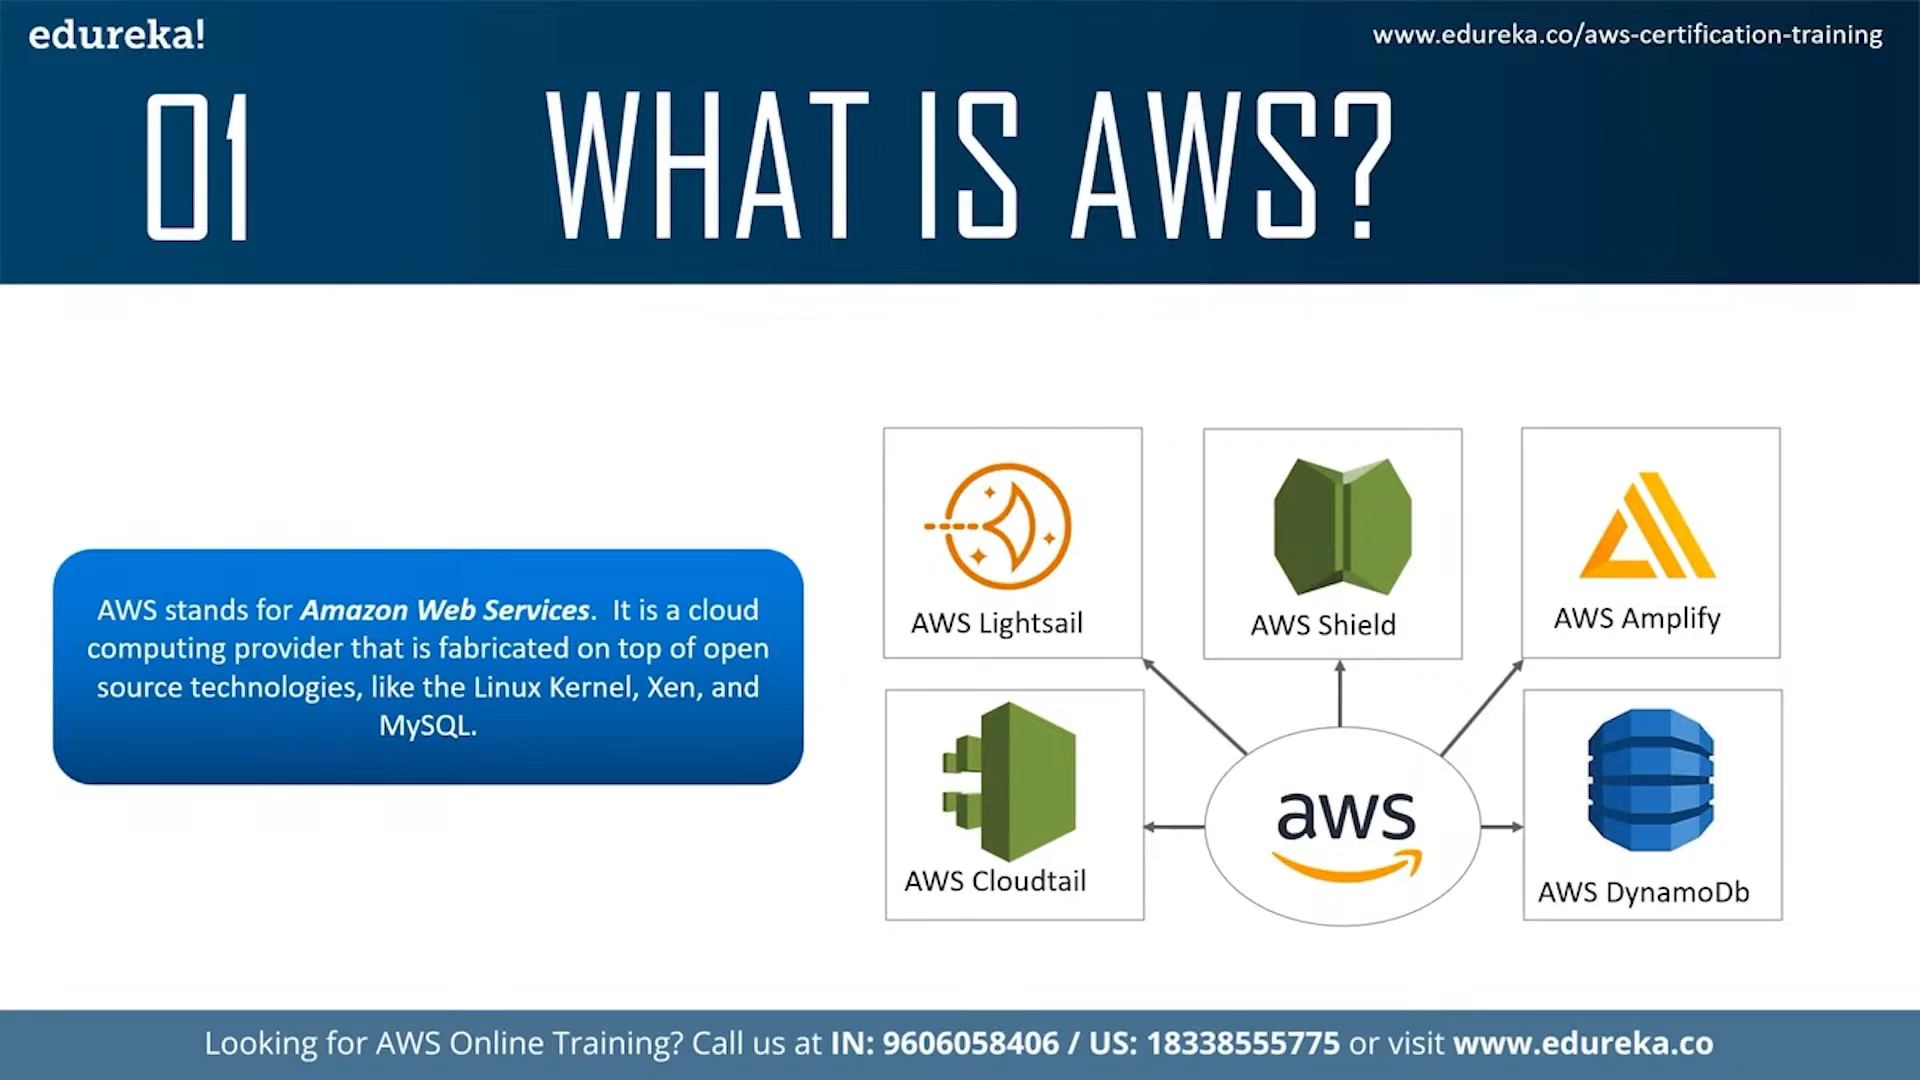 edureka!
www.edureka.co/aws-certification-training
01
WHAT IS AWS?
AWS stands for Amazon Web Services. It is a cloud
computing provider that is fabricated on top of open
source technologies, like the Linux Kernel, Xen, and
MySQL.
AWS Lightsail
AWS Shield
AWS Amplify
AWS Cloudtail
aws
AWS DynamoDb
Looking for AWS Online Training? Call us at IN: 9606058406 / US: 18338555775 or visit www.edureka.co